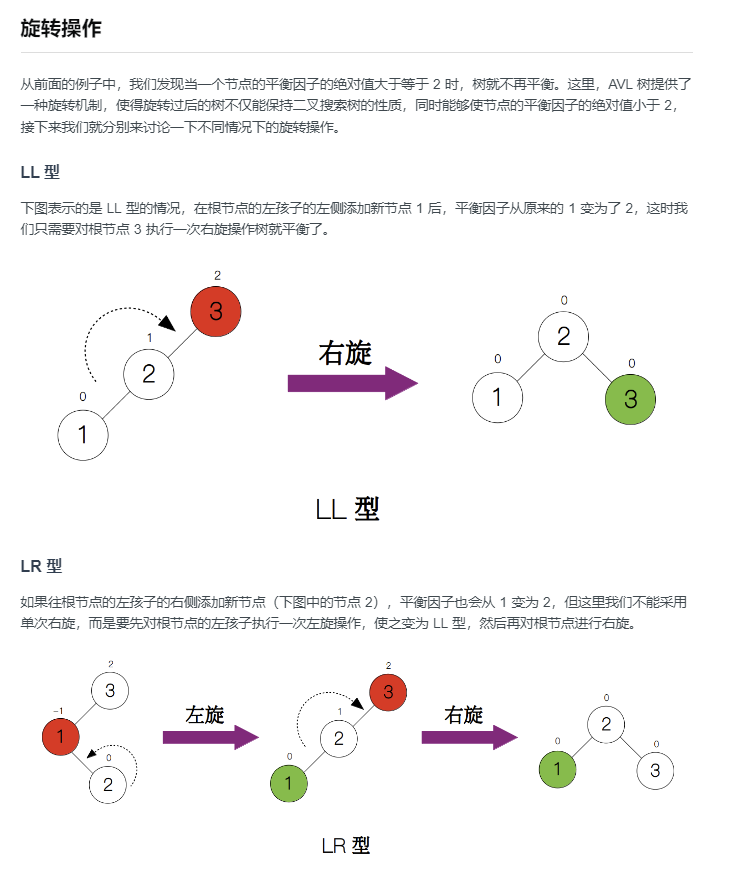 旋转操作
从前面的例子中，我们发现当一个节点的平衡因子的绝对值大于等于 2 时，树就不再平衡。这里，AVL 树提供了
一种旋转机制，使得旋转过后的树不仅能保持二叉搜索树的性质，同时能够使节点的平衡因子的绝对值小于 2，
接下来我们就分别来讨论一下不同情况下的旋转操作。
LL 型
下图表示的是 LL 型的情况，在根节点的左孩子的左侧添加新节点 1 后，平衡因子从原来的 1 变为了 2，这时我
们只需要对根节点 3 执行一次右旋操作树就平衡了。
2
3
1
2
0
1
右旋
0
2
0
1
0
3
LL 型
LR 型
如果往根节点的左孩子的右侧添加新节点（下图中的节点 2），平衡因子也会从 1 变为 2，但这里我们不能采用
单次右旋，而是要先对根节点的左孩子执行一次左旋操作，使之变为 LL 型，然后再对根节点进行右旋。
2
3
-1
1
0
2
左旋
2
3
1
2
0
1
右旋
0
2
0
1
0
3
LR 型